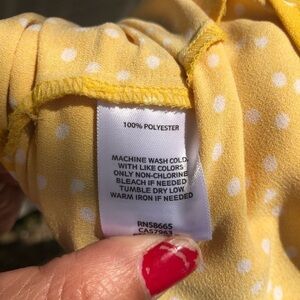 100% POLYESTER
MACHINE WASH COLD
WITH LIKE COLORS
ONLY NON-CHLORINE
BLEACH IF NEEDED
TUMBLE DRY LOW
WARM IRON IF NEEDED
RN58665
CA57963